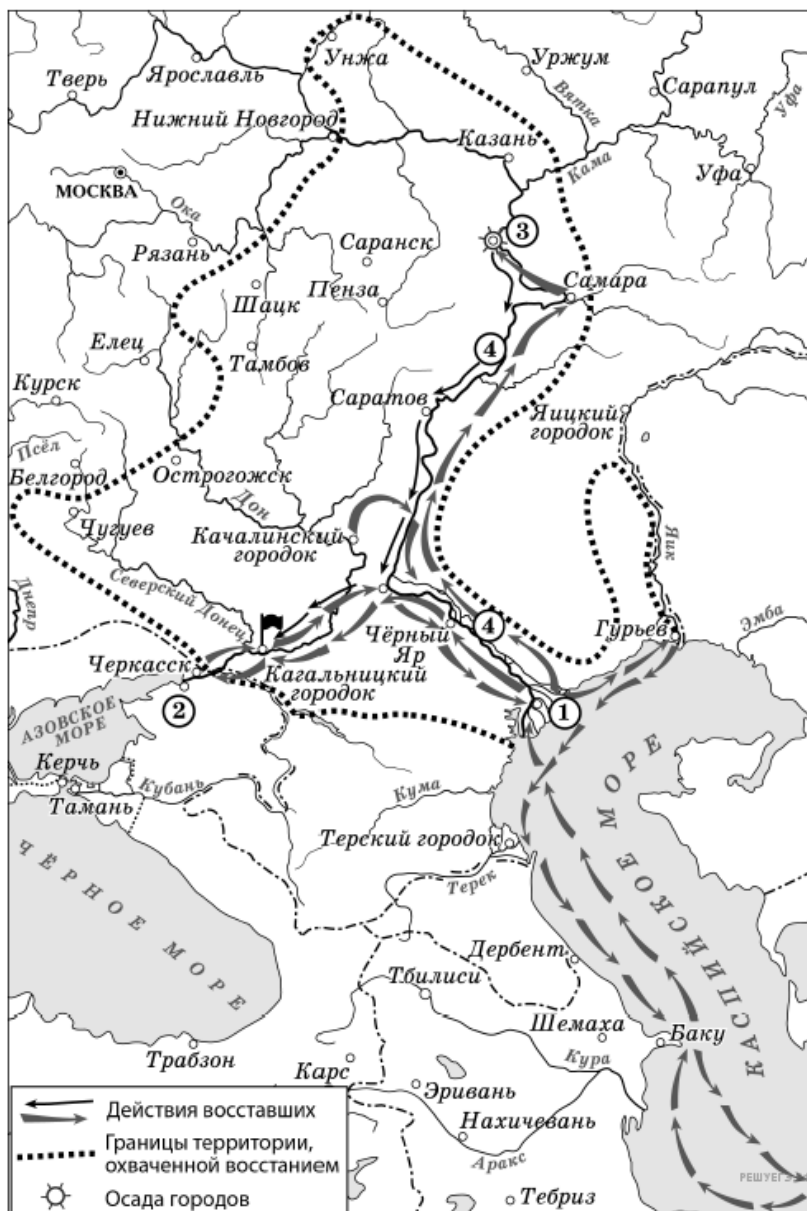 Унжа
Уржум
Ярославль
Тверь
Вятка
Сарапул
Уфа
Нижний Новгород
Казань
Кама
Уфа
МОСКВА
Ока
Рязань
Саранск
3
Шацк
Пенза
Самара
Елец
Тамбов
4
Курск
Саратов
Яицкий
городок
Псёл
Белгород
Острогожск
Дон
Чугуев
Качалинский
городок
Яик
Северский Донец
Днепр
4
Чёрный
Яр
Гурьев
Эмба
Черкасск
Кагальницкий
городок
2
1
АЗОВСКОЕ
МОРЕ
Керчь
Тамань
Кубань
Кума
Терский городок
Терек
КАСПИЙСКОЕ МОРЕ
ЧЁРНОЕ МОРЕ
Дербент
Тбилиси
Шемаха
Баку
Трабзон
Карс
Кура
Эривань
Нахичевань
Аракс
Тебриз
Действия восставших
Границы территории,
охваченной восстанием
Осада городов